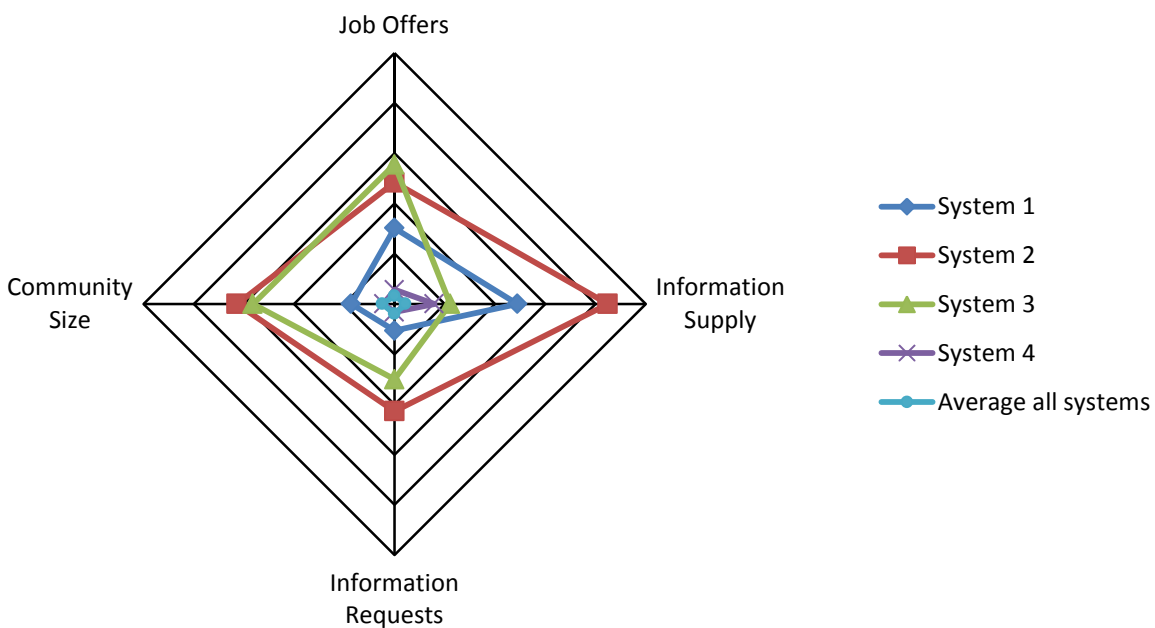 Job Offers
Community
Size
Information
Supply
Information
Requests
System 1
System 2
System 3
System 4
Average all systems